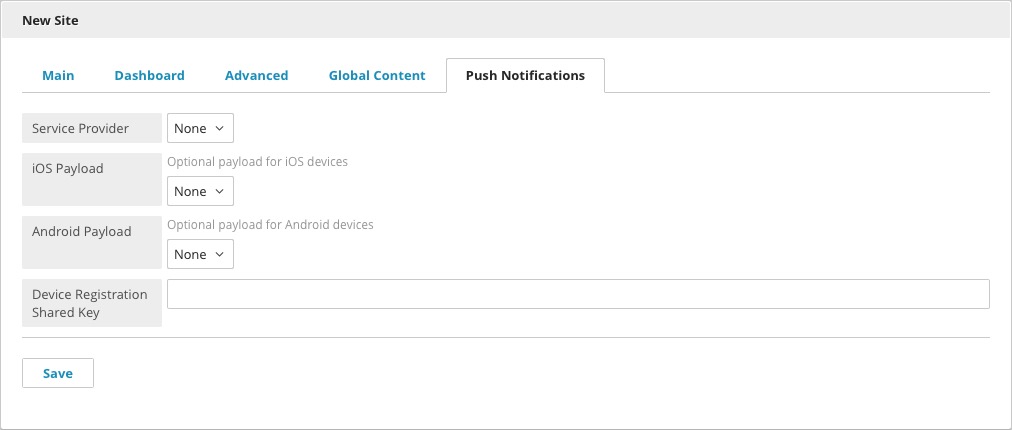 New Site
Main Dashboard Advanced Global Content Push Notifications
Service Provider None
iOS Payload Optional payload for iOS devices
None
Android Payload Optional payload for Android devices
None
Device Registration
Shared Key
Save